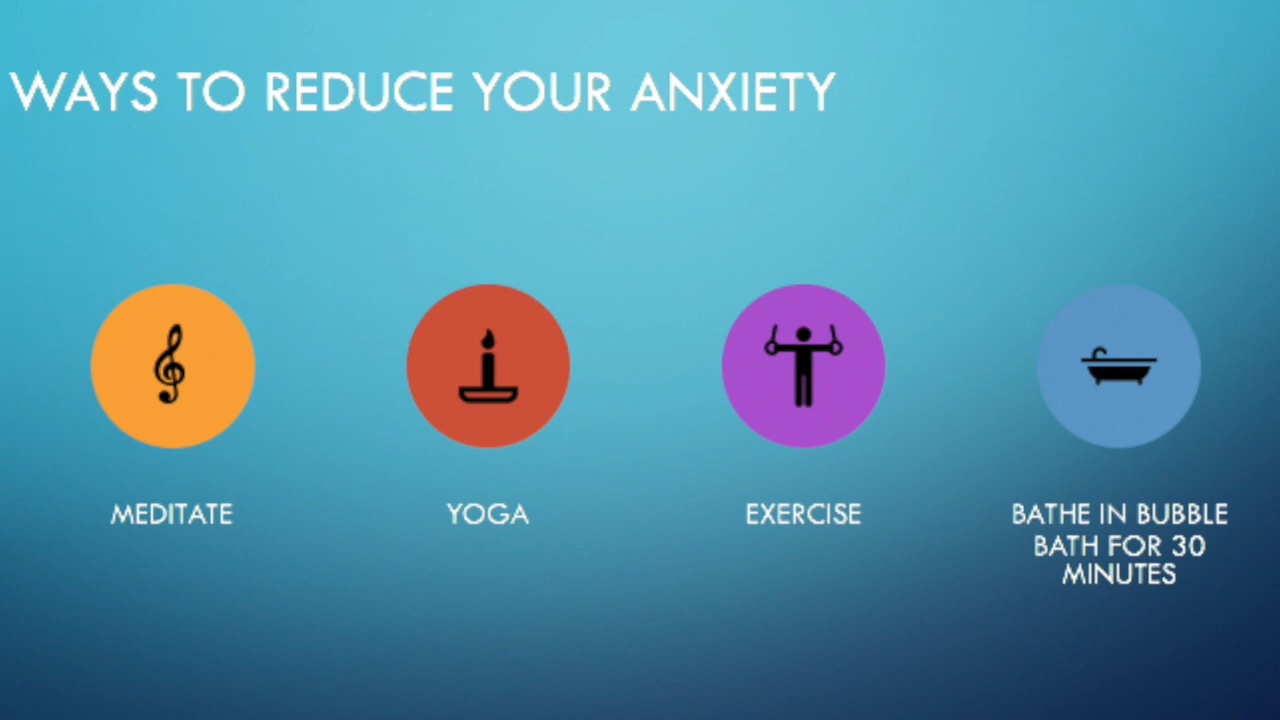 WAYS TO REDUCE YOUR ANXIETY
MEDITATE
YOGA
EXERCISE
BATHE IN BUBBLE
BATH FOR 30
MINUTES